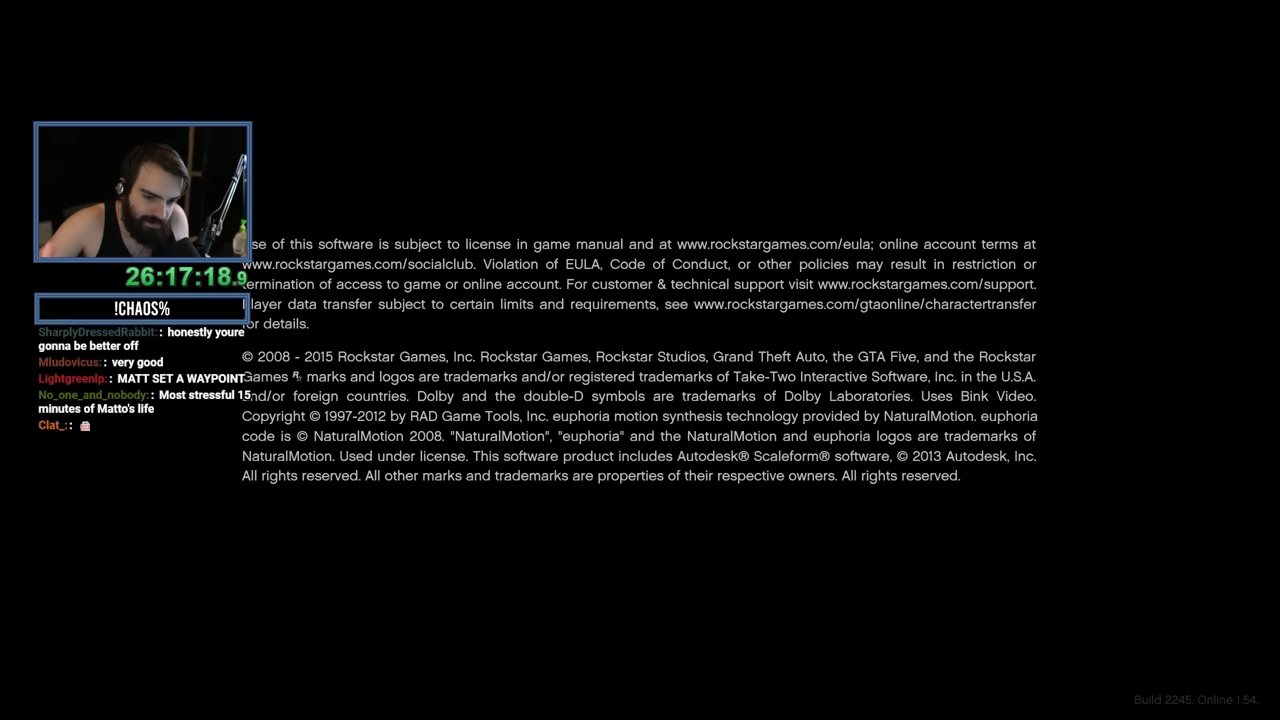 26:17:18.9
!CHAOS%
SharplyDressedRabbit: : honestly youre
gonna be better off
Mludovicus: : very good
Lightgreenlp: : MATT SET A WAYPOINT
No_one_and_nobody: : Most stressful 15
minutes of Matto's life
Clat_: :
se of this software is subject to license in game manual and at www.rockstargames.com/eula; online account terms at
www.rockstargames.com/socialclub. Violation of EULA, Code of Conduct, or other policies may result in restriction or
termination of access to game or online account. For customer & technical support visit www.rockstargames.com/support.
layer data transfer subject to certain limits and requirements, see www.rockstargames.com/gtaonline/charactertransfer
for details.
© 2008 - 2015 Rockstar Games, Inc. Rockstar Games, Rockstar Studios, Grand Theft Auto, the GTA Five, and the Rockstar
Games R* marks and logos are trademarks and/or registered trademarks of Take-Two Interactive Software, Inc. in the U.S.A.
and/or foreign countries. Dolby and the double-D symbols are trademarks of Dolby Laboratories. Uses Bink Video.
Copyright © 1997-2012 by RAD Game Tools, Inc. euphoria motion synthesis technology provided by NaturalMotion. euphoria
code is © NaturalMotion 2008. "NaturalMotion", "euphoria" and the NaturalMotion and euphoria logos are trademarks of
NaturalMotion. Used under license. This software product includes Autodesk® Scaleform® software, © 2013 Autodesk, Inc.
All rights reserved. All other marks and trademarks are properties of their respective owners. All rights reserved.
Build 2245. Online 1.54.